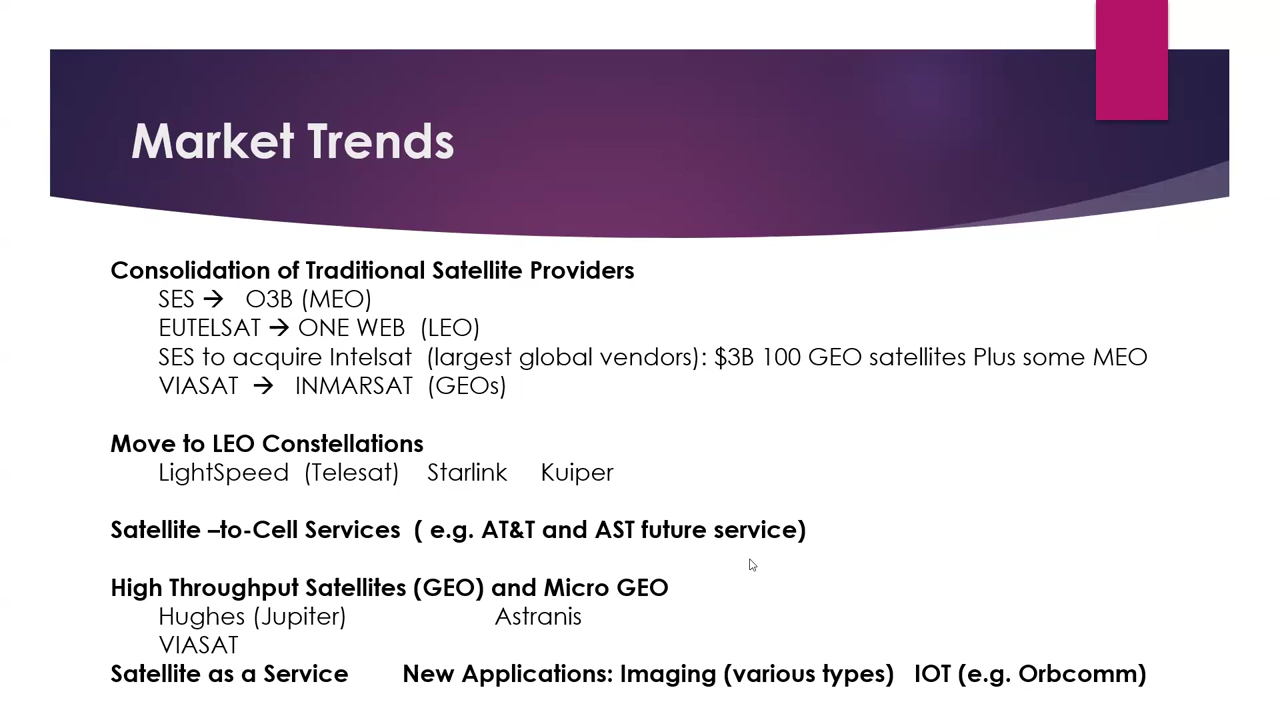 Market Trends
Consolidation of Traditional Satellite Providers
SES → O3B (MEO)
EUTELSAT → ONE WEB (LEO)
SES to acquire Intelsat (largest global vendors): $3B 100 GEO satellites Plus some MEO
VIASAT → INMARSAT (GEOs)
Move to LEO Constellations
LightSpeed (Telesat) Starlink Kuiper
Satellite –to-Cell Services ( e.g. AT&T and AST future service)
High Throughput Satellites (GEO) and Micro GEO
Hughes (Jupiter) Astranis
VIASAT
Satellite as a Service New Applications: Imaging (various types) IOT (e.g. Orbcomm)